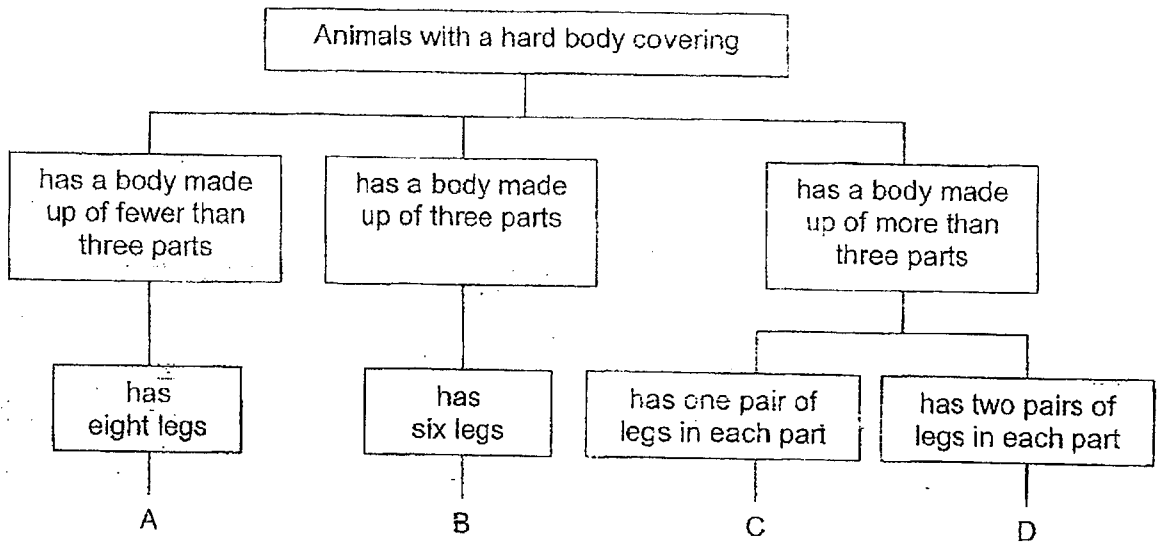 Animals with a hard body covering
has a body made
up of fewer than
three parts
has a body made
up of three parts
has a body made
up of more than
three parts
has
eight legs
has
six legs
has one pair of
legs in each part
has two pairs of
legs in each part
A
B
C
D